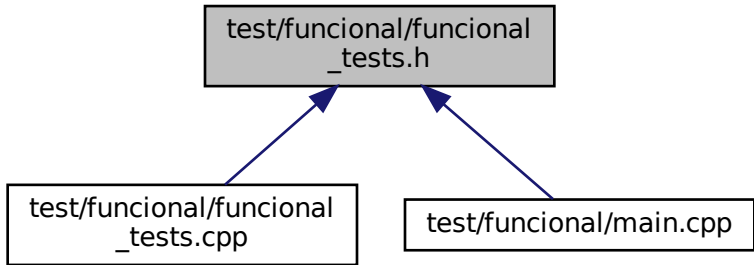 test/funcional/funcional
_tests.h
test/funcional/funcional
_tests.cpp
test/funcional/main.cpp